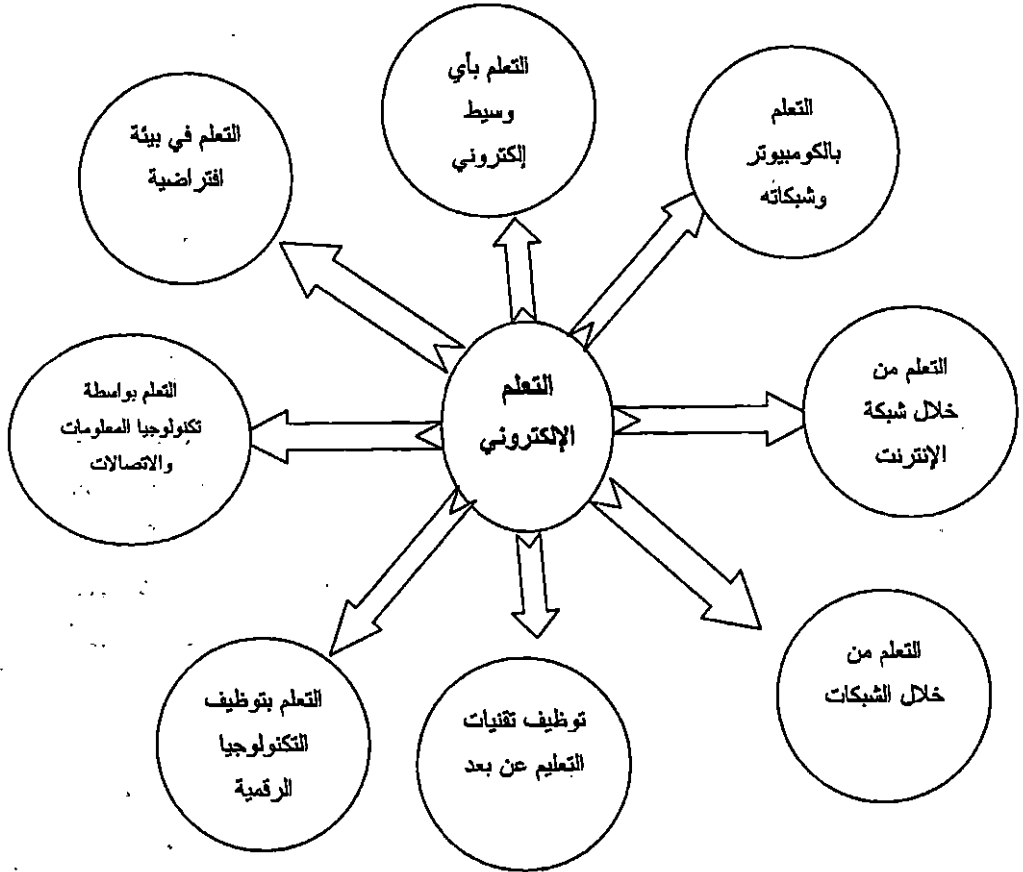 التعلم بأي
وسيط
إلكتروني
التعلم
بالكومبيوتر
وشبكاته
التعلم في بيئة
افتراضية
التعلم من
خلال شبكة
الإنترنت
التعلم
الإلكتروني
التعلم بواسطة
تكنولوجيا المعلومات
والاتصالات
التعلم من
خلال الشبكات
توظيف تقنيات
التعليم عن بعد
التعلم بتوظيف
التكنولوجيا
الرقمية